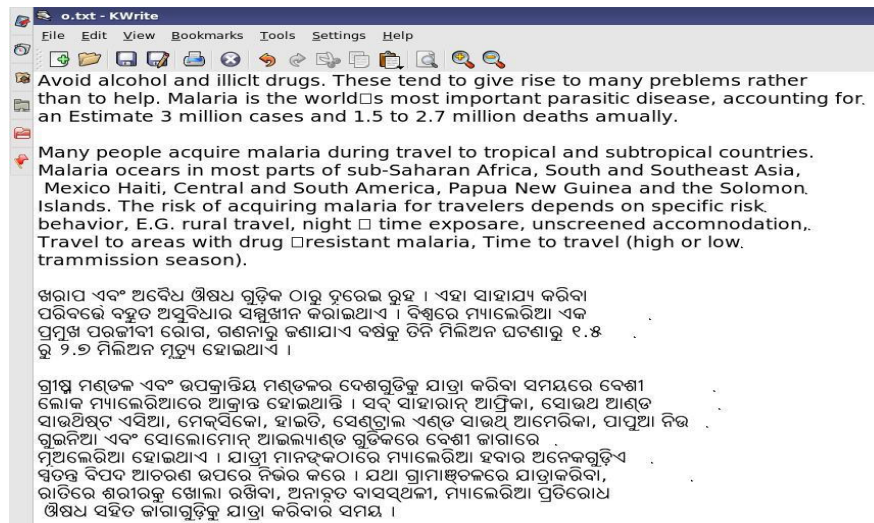 o.txt - KWrite
File Edit View Bookmarks Tools Settings Help
Avoid alcohol and illiclt drugs. These tend to give rise to many preblems rather
than to help. Malaria is the world□s most important parasitic disease, accounting for.
an Estimate 3 million cases and 1.5 to 2.7 million deaths amually.
Many people acquire malaria during travel to tropical and subtropical countries.
Malaria ocears in most parts of sub-Saharan Africa, South and Southeast Asia,
Mexico Haiti, Central and South America, Papua New Guinea and the Solomon.
Islands. The risk of acquiring malaria for travelers depends on specific risk.
behavior, E.G. rural travel, night □ time exposare, unscreened accomnodation,.
Travel to areas with drug □resistant malaria, Time to travel (high or low.
trammission season).
ଖରାପ ଏବଂ ଅବୈଧ ଔଷଧ ଗୁଡ଼ିକ ଠାରୁ ଦୂରେଇ ରୁହ । ଏହା ସାହାଯ୍ୟ କରିବା
ପରିବର୍ତ୍ତେ ବହୁତ ଅସୁବିଧାର ସମ୍ମୁଖୀନ କରାଇଥାଏ । ବିଶ୍ବରେ ମ୍ୟାଲେରିଆ ଏକ .
ପ୍ରମୁଖ ପରଜୀବୀ ରୋଗ, ଗଣନାରୁ ଜଣାଯାଏ ବର୍ଷକୁ ତିନି ମିଲିଅନ ଘଟଣାରୁ ୧.୫ .
ରୁ ୨.୭ ମିଲିଅନ ମୃତ୍ୟୁ ହୋଇଥାଏ ।
ଗ୍ରୀଷ୍ମ ମଣ୍ଡଳ ଏବଂ ଉପକ୍ରାନ୍ତିୟ ମଣ୍ଡଳର ଦେଶଗୁଡିକୁ ଯାତ୍ରା କରିବା ସମୟରେ ବେଶୀ .
ଲୋକ ମ୍ୟାଲେରିଆରେ ଆକ୍ରାନ୍ତ ହୋଇଥାନ୍ତି । ସବ୍ ସାହାରାନ୍ ଆଫ୍ରିକା, ସୋଉଥ ଆଣ୍ଡ .
ସାଉଥିଷ୍ଟ ଏସିଆ, ମେକ୍ସିକୋ, ହାଇତି, ସେଣ୍ଟ୍ରାଲ ଏଣ୍ଡ ସାଉଥ୍ ଆମେରିକା, ପାପୁଆ ନିଉ .
ଗୁଇନିଆ ଏବଂ ସୋଲୋମୋନ୍ ଆଇଲ୍ୟାଣ୍ଡ ଗୁଡିକରେ ବେଶୀ ଜାଗାରେ .
ମୂଅଲେରିଆ ହୋଇଥାଏ । ଯାତ୍ରୀ ମାନଙ୍କଠାରେ ମ୍ୟାଲେରିଆ ହବାର ଅନେକଗୁଡ଼ିଏ .
ସ୍ଵତନ୍ତ୍ର ବିପଦ ଆଚରଣ ଉପରେ ନିର୍ଭର କରେ । ଯଥା ଗ୍ରାମାଞ୍ଚଳରେ ଯାତ୍ରାକରିବା, .
ରାତିରେ ଶରୀରକୁ ଖୋଲା ରଖିବା, ଅନାବୃତ ବାସସ୍ଥଳୀ, ମ୍ୟାଲେରିଆ ପ୍ରତିରୋଧ
ଔଷଧ ସହିତ ଜାଗାଗୁଡ଼ିକୁ ଯାତ୍ରା କରିବାର ସମୟ ।